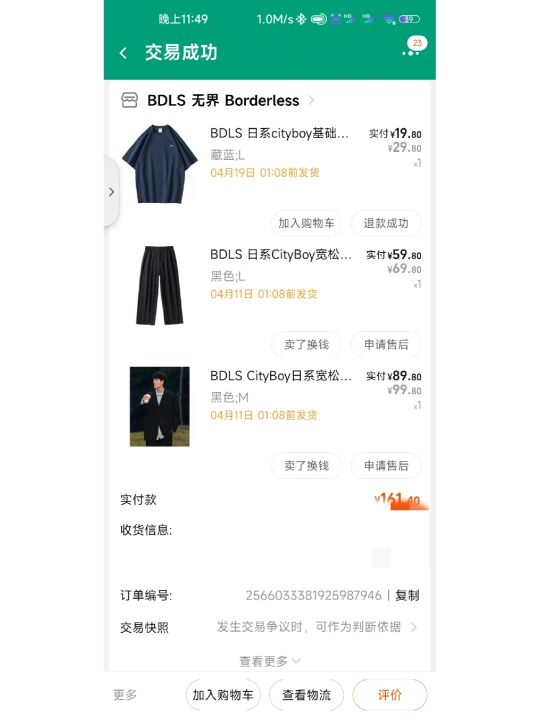 晚上11:49
1.0M/s
39
交易成功
23
BDLS 无界 Borderless
BDLS 日系cityboy基础...
实付¥19.80
藏蓝;L
¥29.80
x1
04月19日 01:08前发货
加入购物车
退款成功
BDLS 日系CityBoy宽松...
实付¥59.80
黑色;L
¥69.80
x1
04月11日 01:08前发货
卖了换钱
申请售后
BDLS CityBoy日系宽松...
实付¥89.80
黑色;M
¥99.80
x1
04月11日 01:08前发货
卖了换钱
申请售后
实付款
¥161.40
收货信息:
订单编号:
2566033381925987946 | 复制
交易快照
发生交易争议时，可作为判断依据
查看更多
更多
加入购物车
查看物流
评价